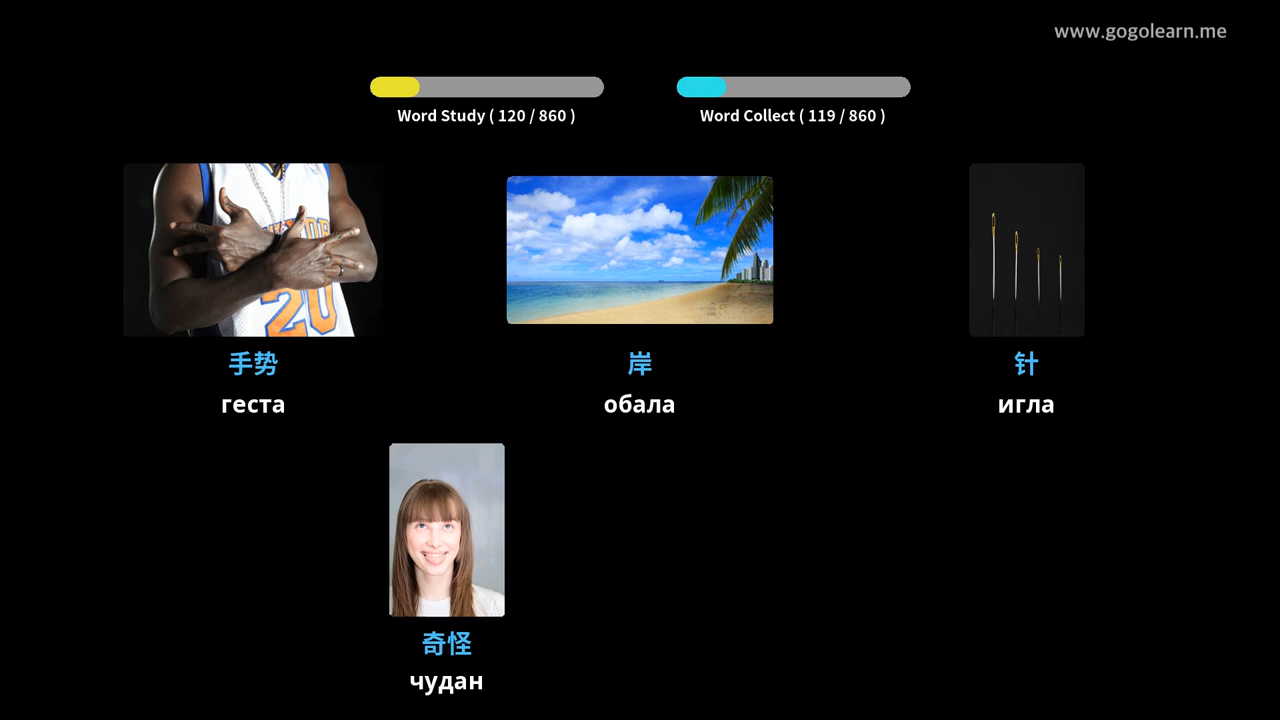 www.gogolearn.me
Word Study ( 120 / 860 )
Word Collect ( 119 / 860 )
20
手势
岸
针
геста
обала
игла
奇怪
чудан